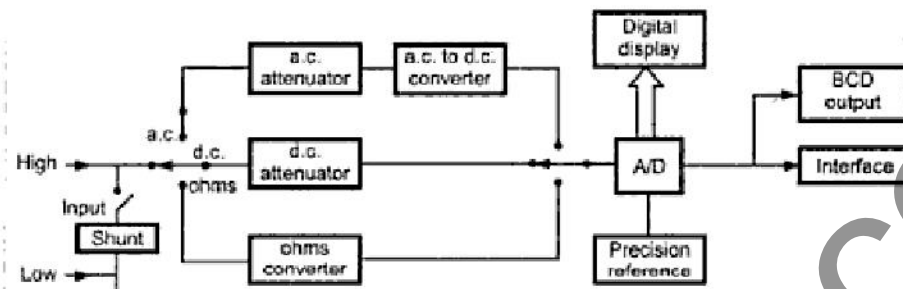 Digital
display
a.c.
attenuator
a.c. to d.c.
converter
BCD
output
a.c.
High
d.c.
d.c.
attenuator
A/D
Interface
ohms
Input
Shunt
ohms
converter
Precision
reference
Low